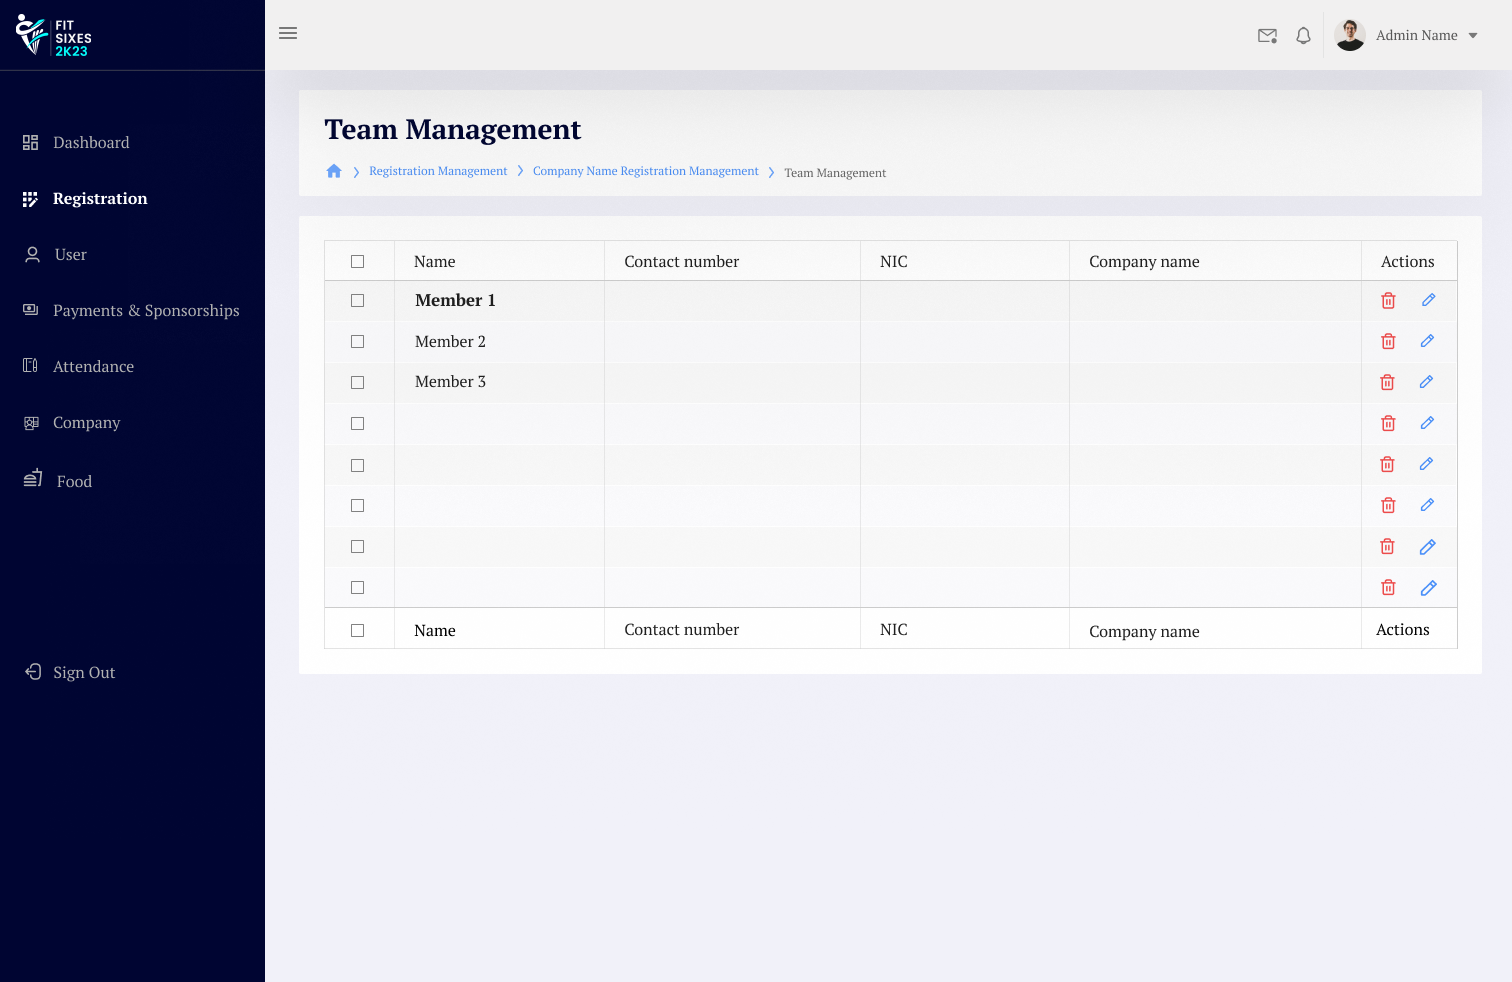 FIT
SIXES
2K23
Admin Name
Dashboard
Registration
User
Payments & Sponsorships
Attendance
Company
Food
Sign Out
Team Management
Registration Management
Company Name Registration Management
Team Management
Name Contact number NIC Company name Actions
Member 1
Member 2
Member 3
Name Contact number NIC Company name Actions